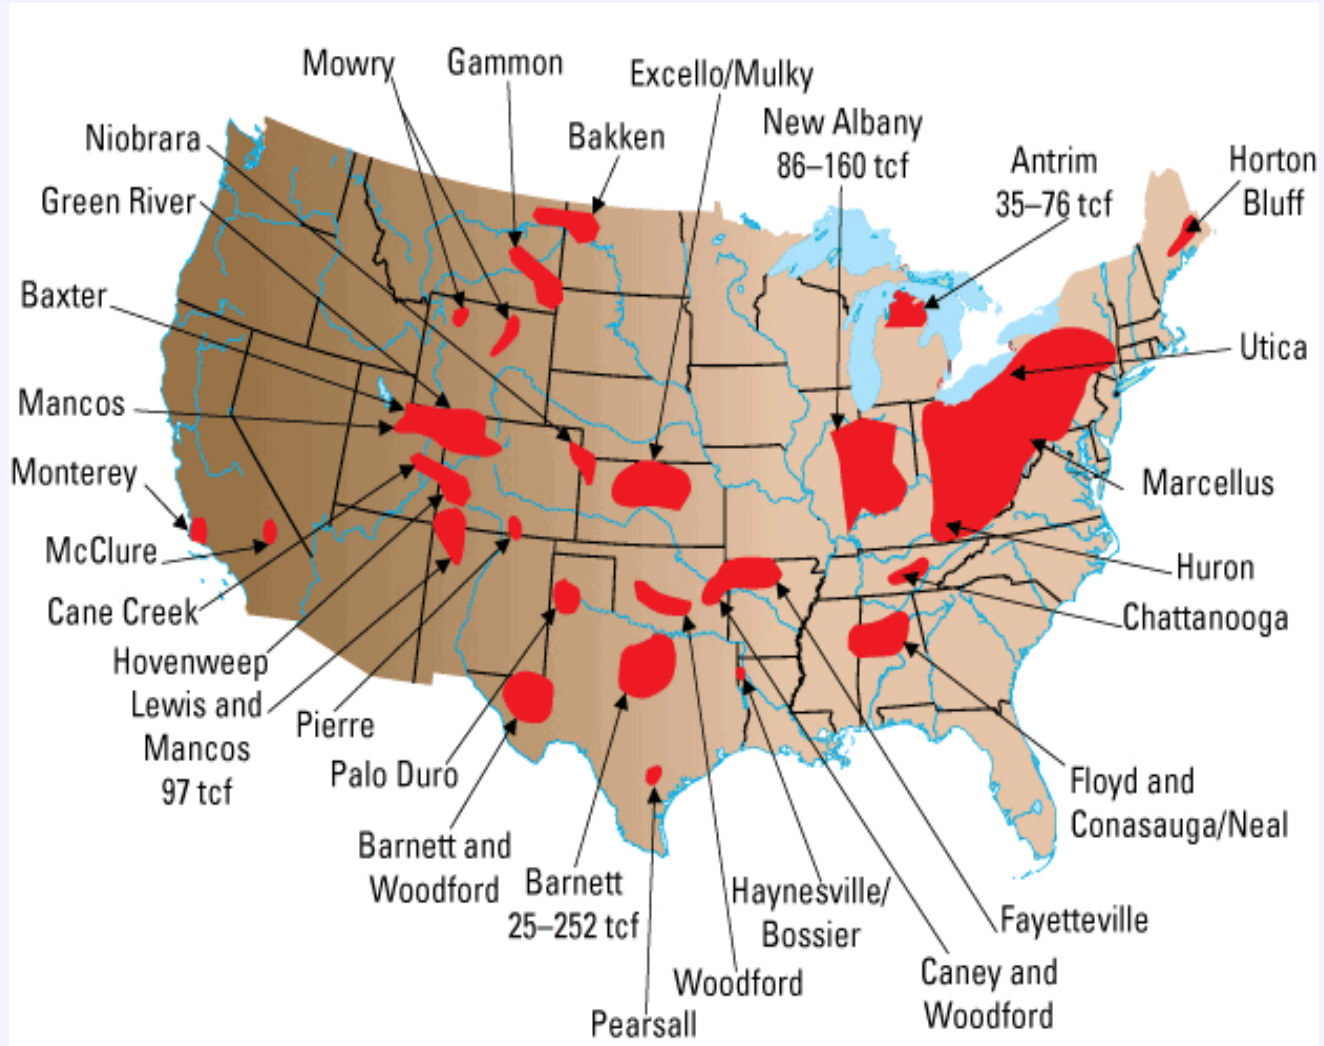 Mowry
Gammon
Excello/Mulky
Niobrara
Bakken
New Albany
86–160 tcf
Antrim
35–76 tcf
Horton
Bluff
Green River
Baxter
Utica
Mancos
Monterey
Marcellus
McClure
Huron
Cane Creek
Chattanooga
Hovenweep
Lewis and
Mancos
97 tcf
Pierre
Palo Duro
Floyd and
Conasauga/Neal
Barnett and
Woodford
Barnett
25–252 tcf
Haynesville/
Bossier
Fayetteville
Woodford
Caney and
Woodford
Pearsall